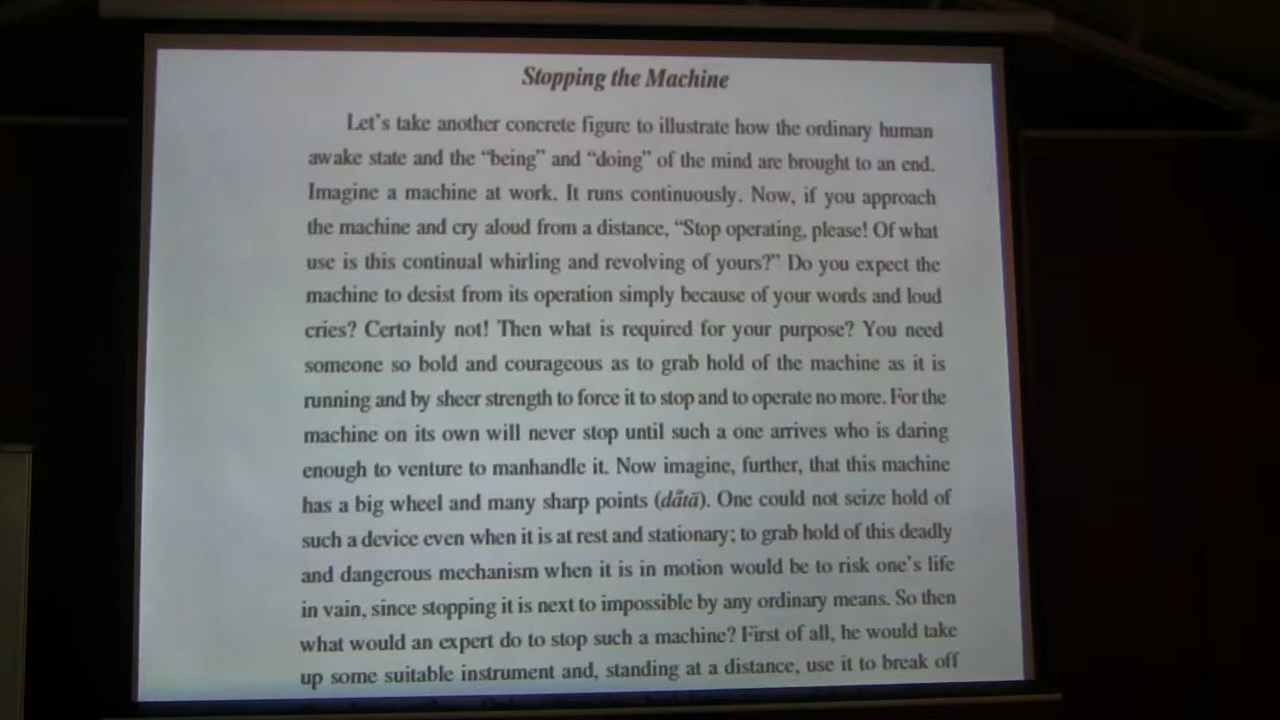 Stopping the Machine
Let's take another concrete figure to illustrate how the ordinary human
awake state and the “being” and “doing” of the mind are brought to an end.
Imagine a machine at work. It runs continuously. Now, if you approach
the machine and cry aloud from a distance, “Stop operating, please! Of what
use is this continual whirling and revolving of yours?” Do you expect the
machine to desist from its operation simply because of your words and loud
cries? Certainly not! Then what is required for your purpose? You need
someone so bold and courageous as to grab hold of the machine as it is
running and by sheer strength to force it to stop and to operate no more. For the
machine on its own will never stop until such a one arrives who is daring
enough to venture to manhandle it. Now imagine, further, that this machine
has a big wheel and many sharp points (dā̃tā). One could not seize hold of
such a device even when it is at rest and stationary; to grab hold of this deadly
and dangerous mechanism when it is in motion would be to risk one's life
in vain, since stopping it is next to impossible by any ordinary means. So then
what would an expert do to stop such a machine? First of all, he would take
up some suitable instrument and, standing at a distance, use it to break off